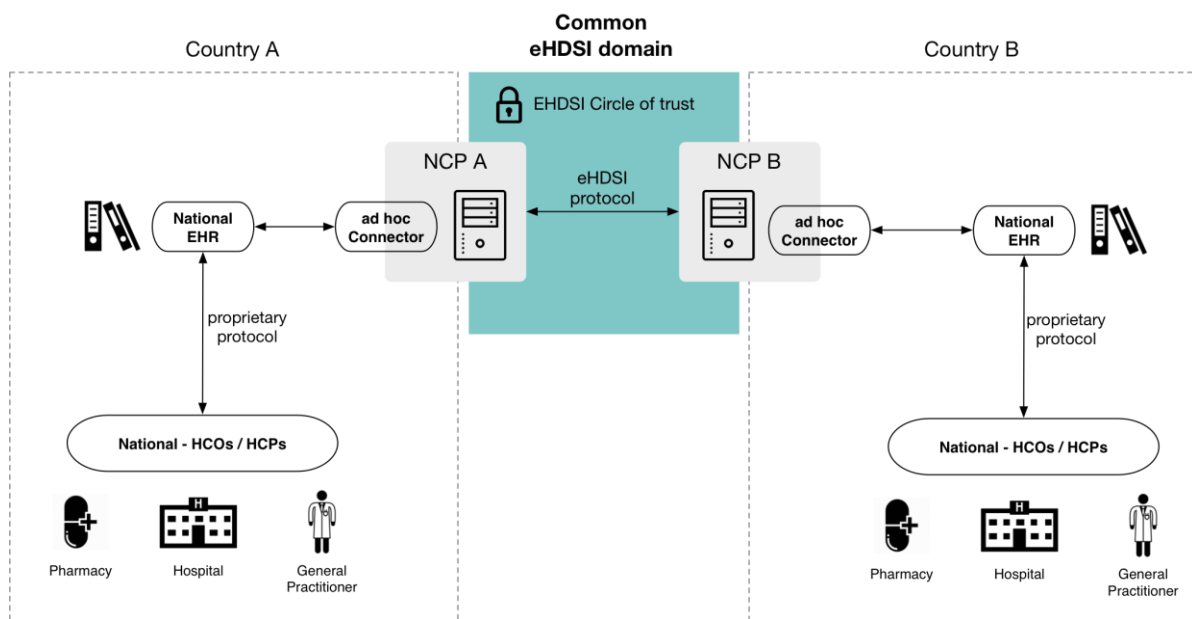 Common
eHDSI domain
Country A
Country B
EHDSI Circle of trust
NCP A
NCP B
eHDSI
protocol
National
EHR
ad hoc
Connector
ad hoc
Connector
National
EHR
proprietary
protocol
proprietary
protocol
National - HCOs / HCPs
National - HCOs / HCPs
H
H
Pharmacy
Hospital
General
Practitioner
Pharmacy
Hospital
General
Practitioner